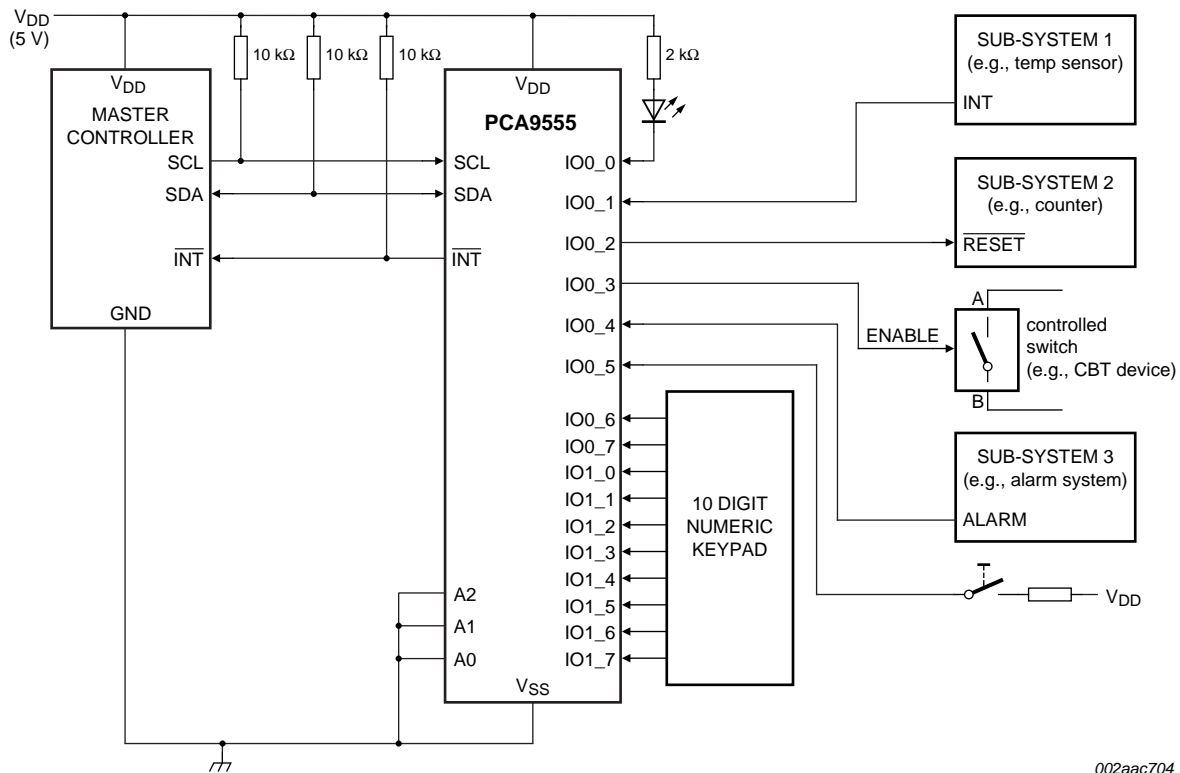 VDD
(5 V)
10 kΩ
10 kΩ
10 kΩ
2 kΩ
VDD
MASTER
CONTROLLER
SCL
SDA
INT
GND
VDD
PCA9555
SCL
SDA
INT
A2
A1
A0
VSS
IO0_0
IO0_1
IO0_2
IO0_3
IO0_4
IO0_5
IO0_6
IO0_7
IO1_0
IO1_1
IO1_2
IO1_3
IO1_4
IO1_5
IO1_6
IO1_7
10 DIGIT
NUMERIC
KEYPAD
SUB-SYSTEM 1
(e.g., temp sensor)
INT
SUB-SYSTEM 2
(e.g., counter)
RESET
A
ENABLE
B
controlled
switch
(e.g., CBT device)
SUB-SYSTEM 3
(e.g., alarm system)
ALARM
VDD
002aac704